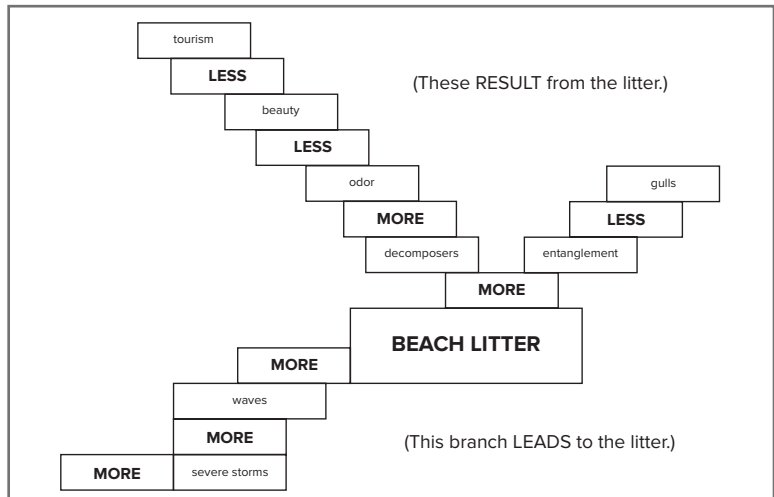 tourism
LESS
(These RESULT from the litter.)
beauty
LESS
odor
gulls
MORE
LESS
decomposers
entanglement
MORE
BEACH LITTER
MORE
waves
MORE
(This branch LEADS to the litter.)
MORE
severe storms